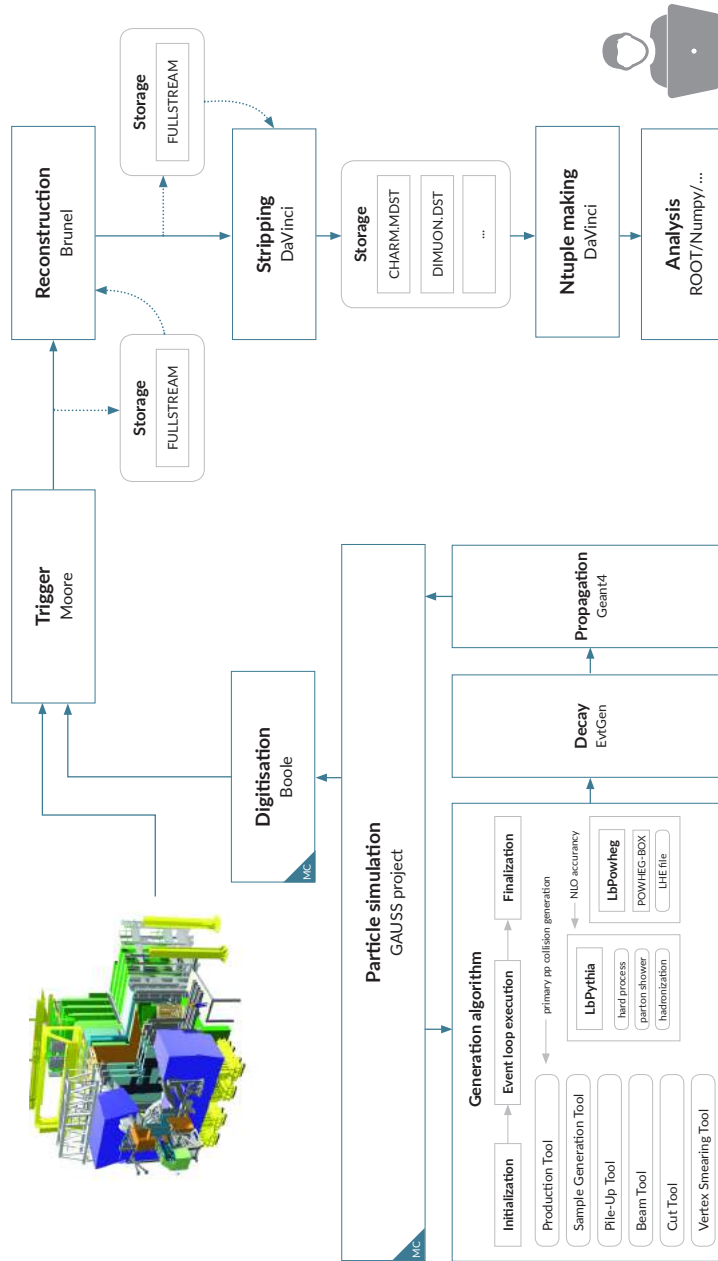 Trigger
Moore
Reconstruction
Brunel
Storage
FULLSTREAM
Storage
FULLSTREAM
Digitisation
Boole
MC
Stripping
DaVinci
Particle simulation
GAUSS project
MC
Storage
CHARM.MDST
DIMUON.DST
...
Generation algorithm
Initialization
Event loop execution
Finalization
Production Tool
Sample Generation Tool
Pile-Up Tool
Beam Tool
Cut Tool
Vertex Smearing Tool
primary pp collision generation
NLO accurancy
LbPythia
hard process
parton shower
hadronization
LbPowheg
POWHEG-BOX
LHE file
Decay
EvtGen
Propagation
Geant4
Ntuple making
DaVinci
Analysis
ROOT/Numpy/...